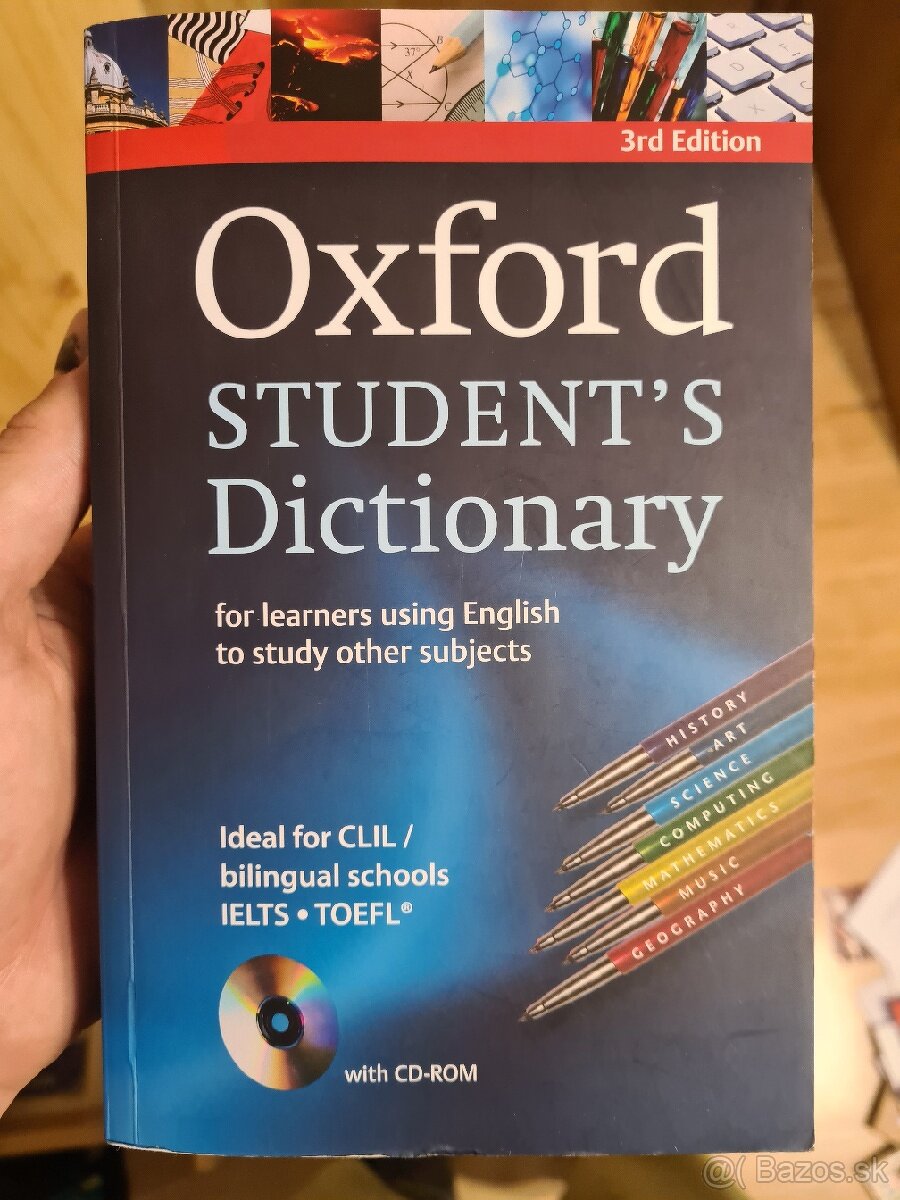 37°
B
X
C
3rd Edition
Oxford
STUDENT'S
Dictionary
for learners using English
to study other subjects
HISTORY
ART
SCIENCE
COMPUTING
MATHEMATICS
MUSIC
GEOGRAPHY
Ideal for CLIL /
bilingual schools
IELTS • TOEFL®
with CD-ROM
@( Bazos.sk